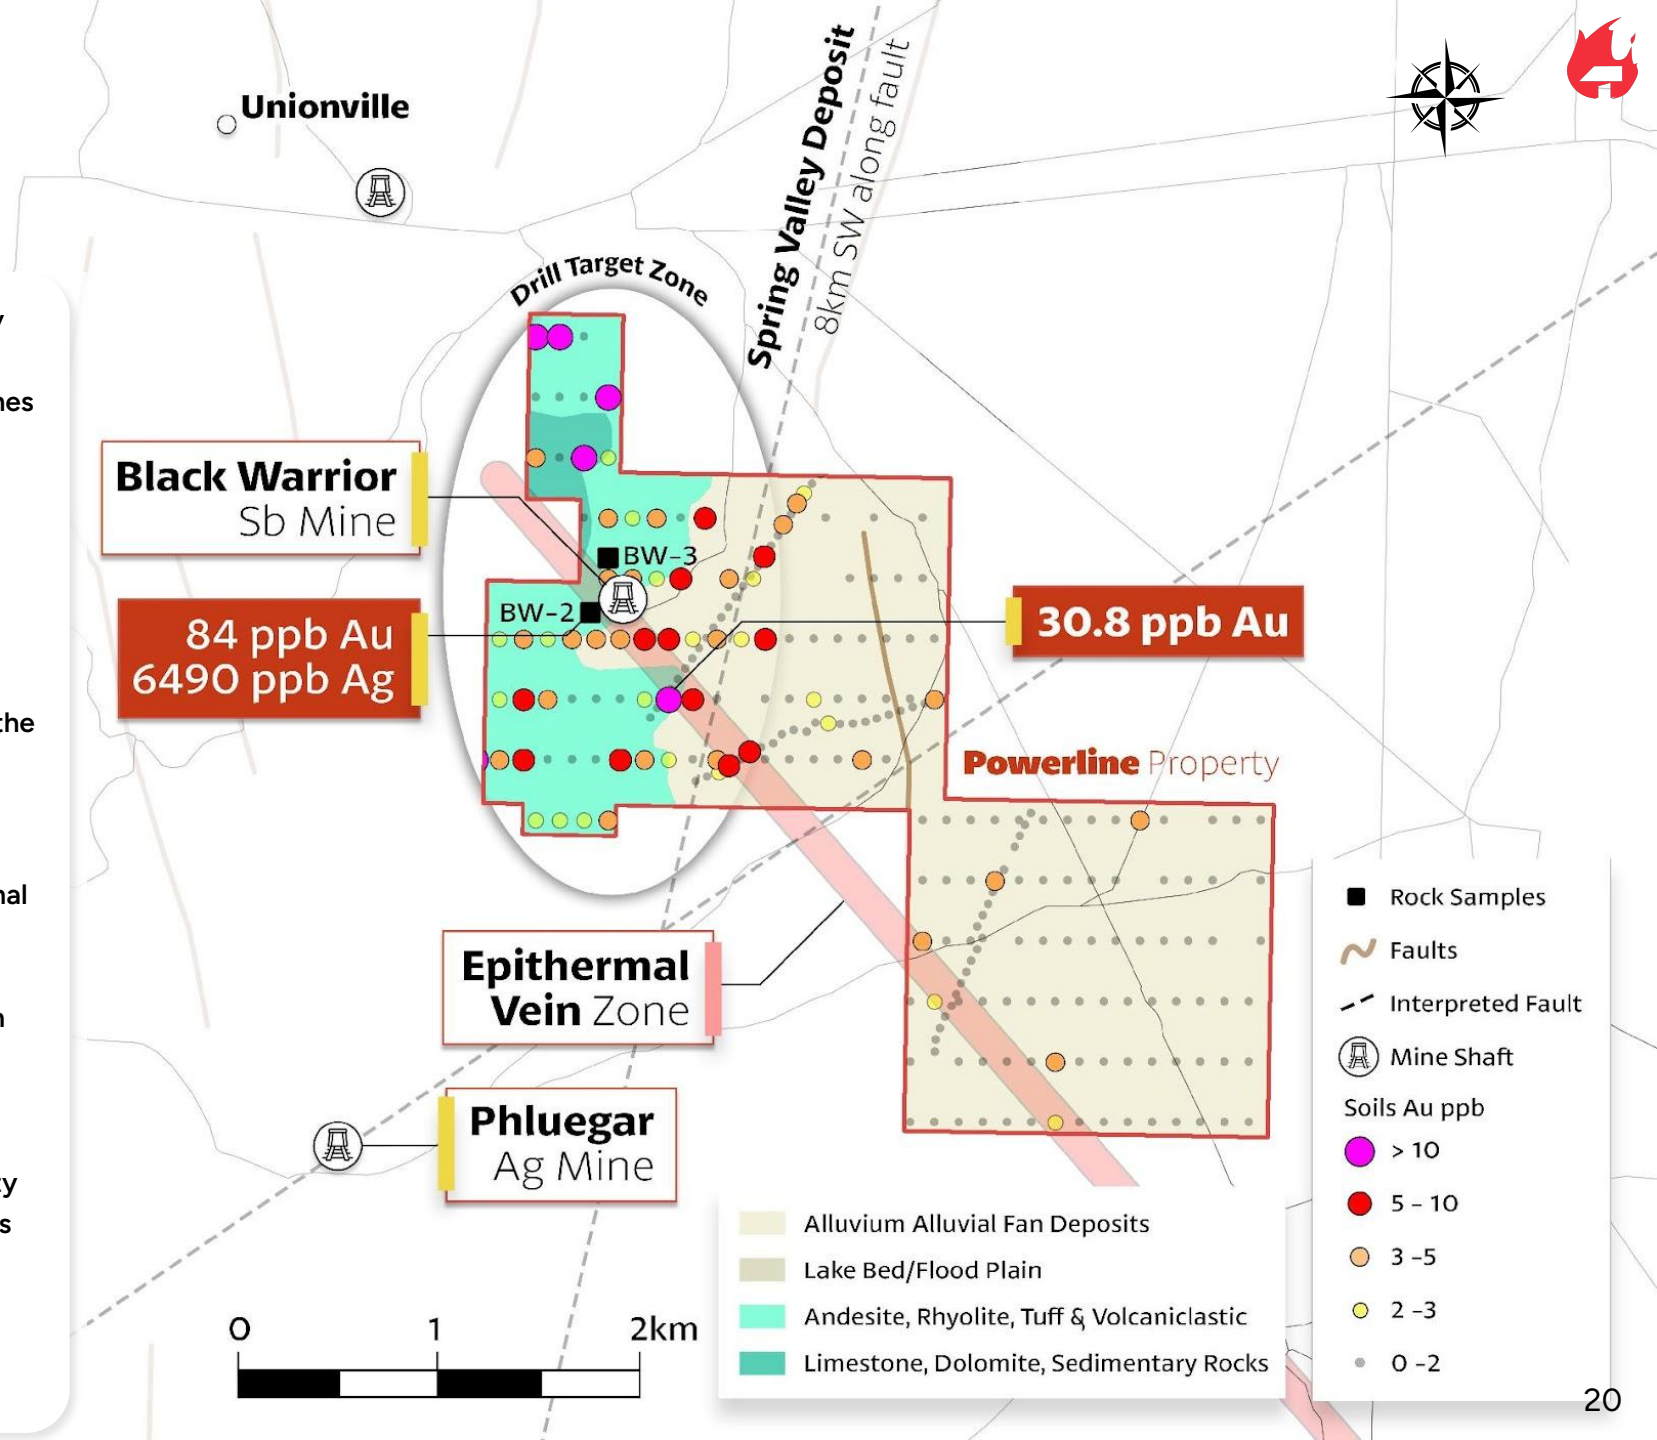 Unionville
Spring Valley Deposit
8km SW along fault
Drill Target Zone
nes
Black Warrior
Sb Mine
BW-3
BW-2
84 ppb Au
6490 ppb Ag
30.8 ppb Au
the
Powerline Property
nal
Epithermal
Vein Zone
Phluegar
Ag Mine
ty
s
0 1 2km
Alluvium Alluvial Fan Deposits
Lake Bed/Flood Plain
Andesite, Rhyolite, Tuff & Volcaniclastic
Limestone, Dolomite, Sedimentary Rocks
Rock Samples
Faults
Interpreted Fault
Mine Shaft
Soils Au ppb
> 10
5 - 10
3 -5
2 -3
0 -2
20